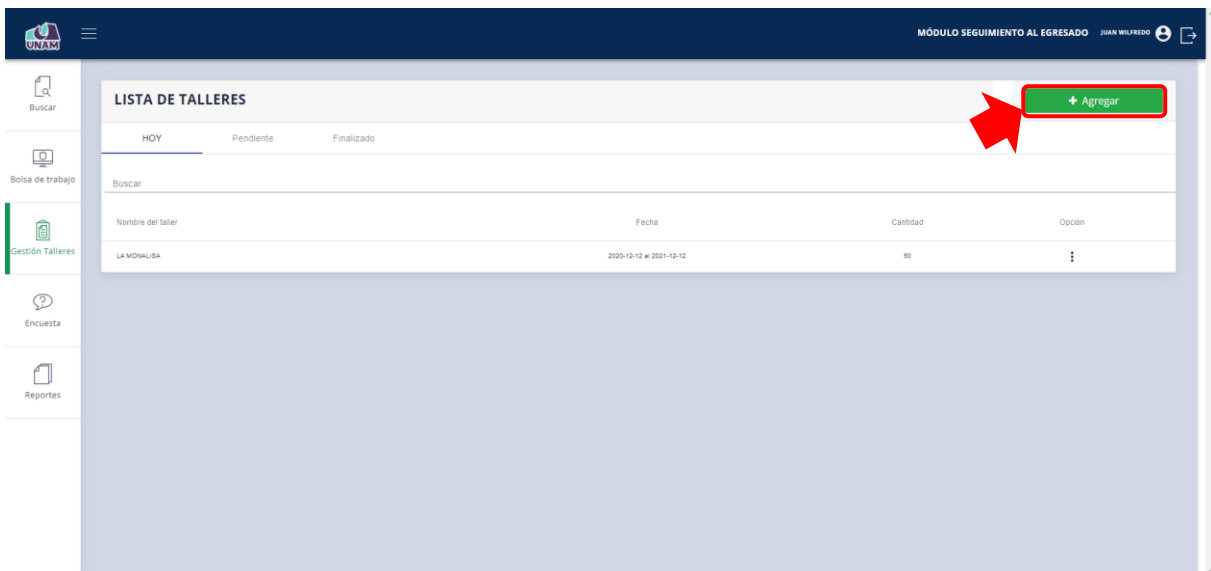 UNAM
MÓDULO SEGUIMIENTO AL EGRESADO JUAN WILFREDO
Buscar
Bolsa de trabajo
Gestión Talleres
Encuesta
Reportes
LISTA DE TALLERES
+ Agregar
HOY Pendiente Finalizado
Buscar
Nombre del taller Fecha Cantidad Opción
LA MONALISA 2020-12-12 al 2021-12-12 50